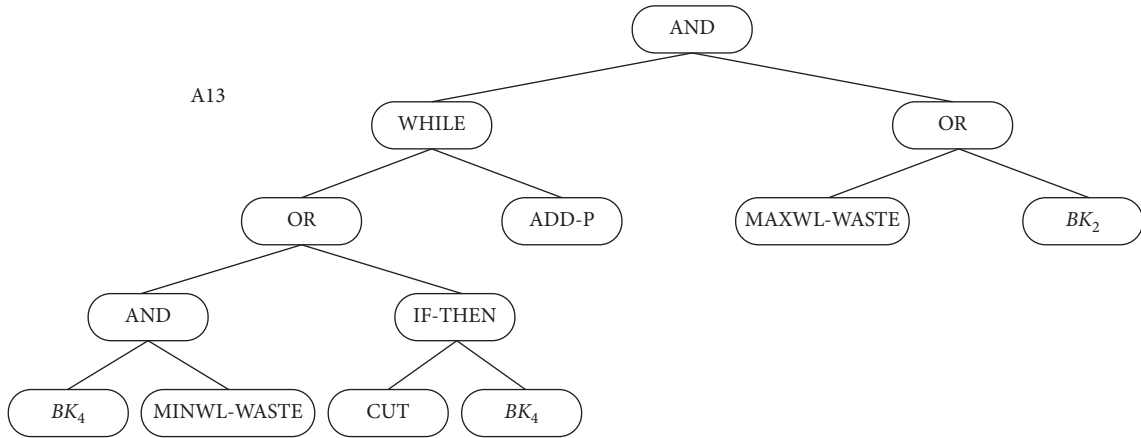 AND
A13
WHILE
OR
OR
ADD-P
MAXWL-WASTE
BK₂
AND
IF-THEN
BK₄
MINWL-WASTE
CUT
BK₄